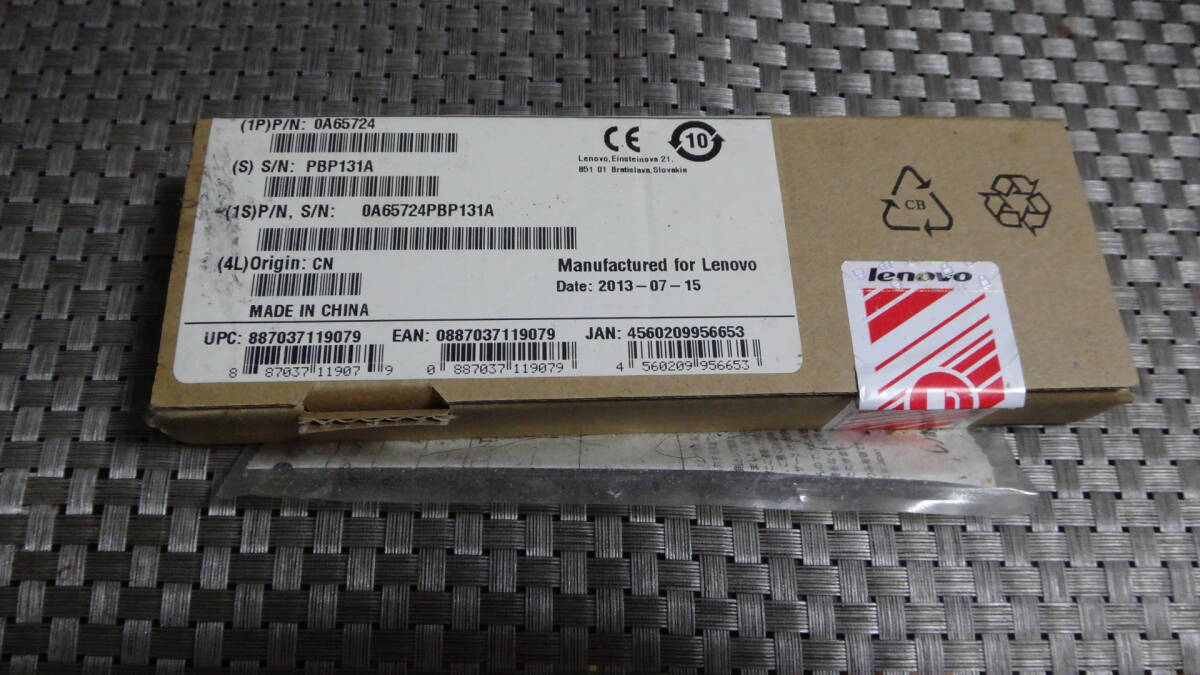 (1P)P/N: 0A65724
(S) S/N: PBP131A
(1S)P/N, S/N: 0A65724PBP131A
(4L)Origin: CN
MADE IN CHINA
CE
10
Lenovo, Einsteinova 21,
851 01 Bratislava, Slovakia
Manufactured for Lenovo
Date: 2013-07-15
UPC: 887037119079 EAN: 0887037119079 JAN: 4560209956653
8 87037 11907 9 0 887037 119079 4 560209 956653
CB
lenovo